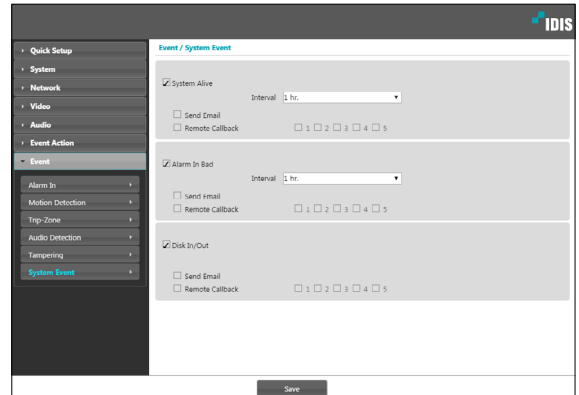 IDIS
Quick Setup
System
Network
Video
Audio
Event Action
Event
Alarm In
Motion Detection
Trip-Zone
Audio Detection
Tampering
System Event
Event / System Event
System Alive
Interval 1 hr.
Send Email
Remote Callback 1 2 3 4 5
Alarm In Bad
Interval 1 hr.
Send Email
Remote Callback 1 2 3 4 5
Disk In/Out
Send Email
Remote Callback 1 2 3 4 5
Save